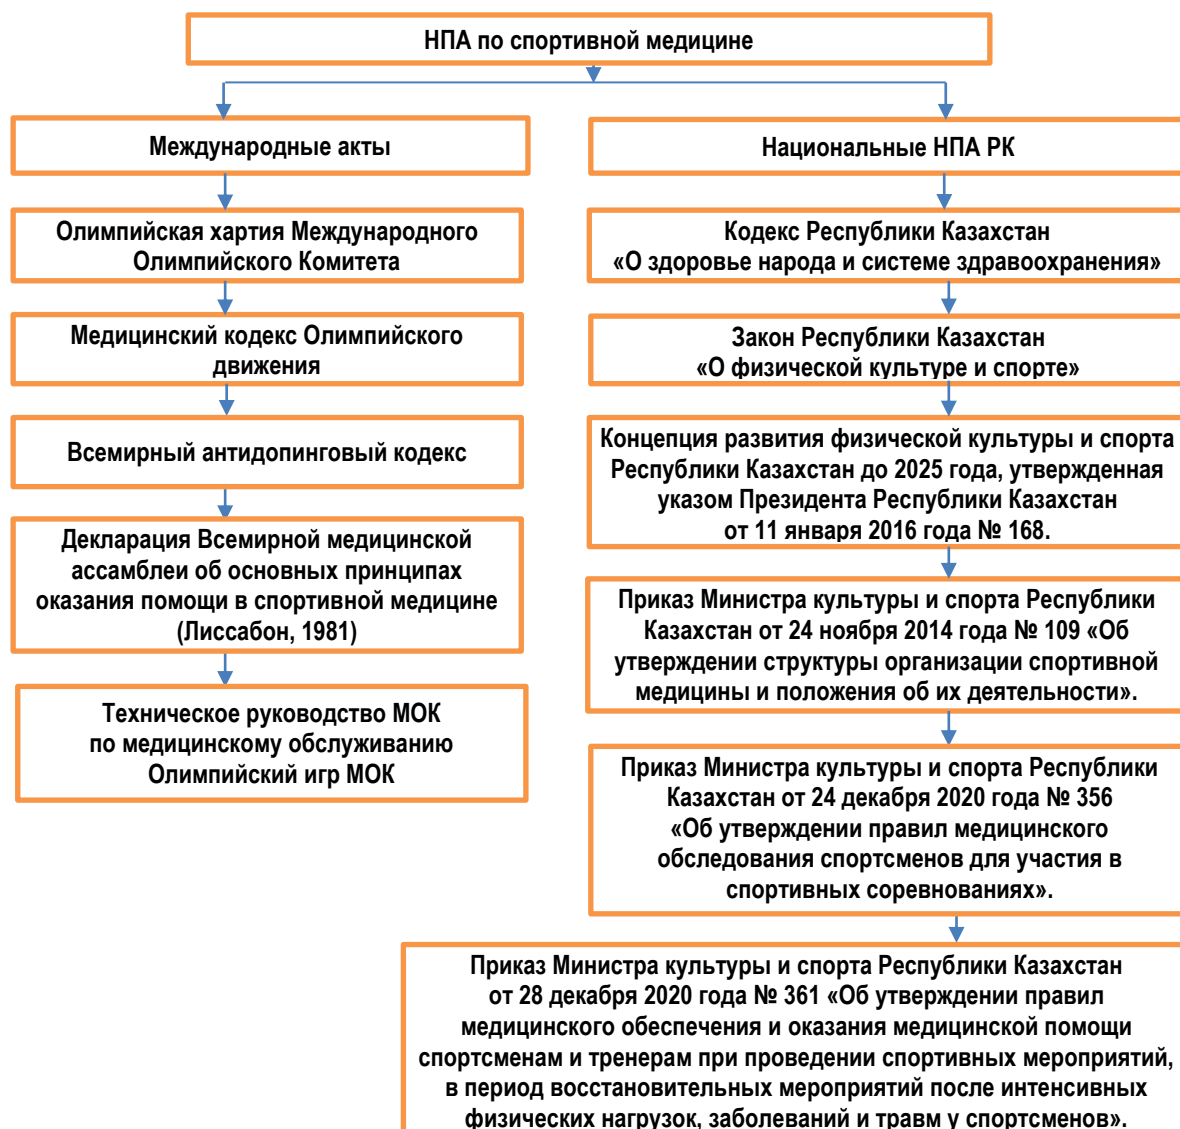 НПА по спортивной медицине
Международные акты
Олимпийская хартия Международного
Олимпийского Комитета
Медицинский кодекс Олимпийского
движения
Всемирный антидопинговый кодекс
Декларация Всемирной медицинской
ассамблеи об основных принципах
оказания помощи в спортивной медицине
(Лиссабон, 1981)
Техническое руководство МОК
по медицинскому обслуживанию
Олимпийский игр МОК
Национальные НПА РК
Кодекс Республики Казахстан
«О здоровье народа и системе здравоохранения»
Закон Республики Казахстан
«О физической культуре и спорте»
Концепция развития физической культуры и спорта
Республики Казахстан до 2025 года, утвержденная
указом Президента Республики Казахстан
от 11 января 2016 года № 168.
Приказ Министра культуры и спорта Республики
Казахстан от 24 ноября 2014 года № 109 «Об
утверждении структуры организации спортивной
медицины и положения об их деятельности».
Приказ Министра культуры и спорта Республики
Казахстан от 24 декабря 2020 года № 356
«Об утверждении правил медицинского
обследования спортсменов для участия в
спортивных соревнованиях».
Приказ Министра культуры и спорта Республики Казахстан
от 28 декабря 2020 года № 361 «Об утверждении правил
медицинского обеспечения и оказания медицинской помощи
спортсменам и тренерам при проведении спортивных мероприятий,
в период восстановительных мероприятий после интенсивных
физических нагрузок, заболеваний и травм у спортсменов».